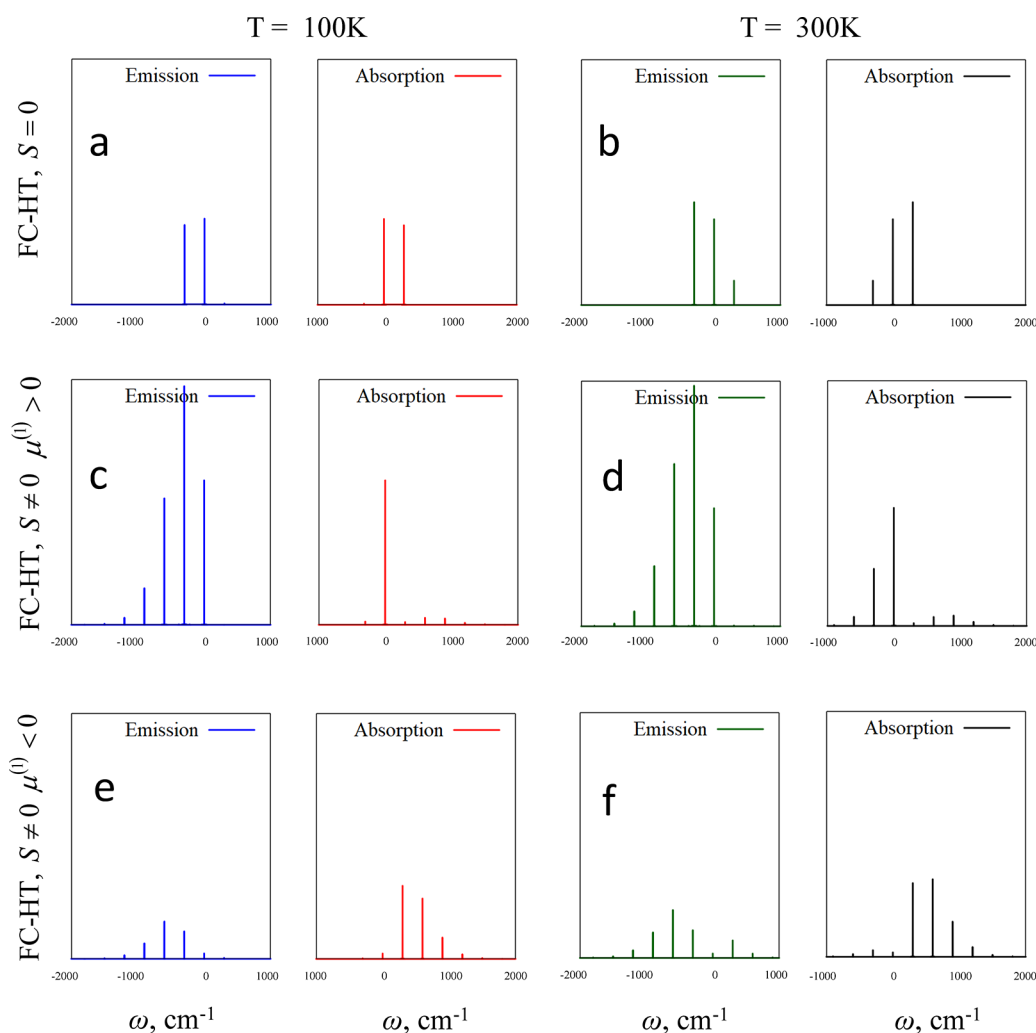 T = 100K T = 300K
FC-HT, S = 0
Emission Absorption Emission Absorption
a b
-2000 -1000 0 1000 1000 0 1000 2000 -2000 -1000 0 1000 -1000 0 1000 2000
FC-HT, S ≠ 0 μ⁽¹⁾ > 0
Emission Absorption Emission Absorption
c d
-2000 -1000 0 1000 1000 0 1000 2000 -2000 -1000 0 1000 -1000 0 1000 2000
FC-HT, S ≠ 0 μ⁽¹⁾ < 0
Emission Absorption Emission Absorption
e f
-2000 -1000 0 1000 1000 0 1000 2000 -2000 -1000 0 1000 -1000 0 1000 2000
ω, cm⁻¹ ω, cm⁻¹ ω, cm⁻¹ ω, cm⁻¹